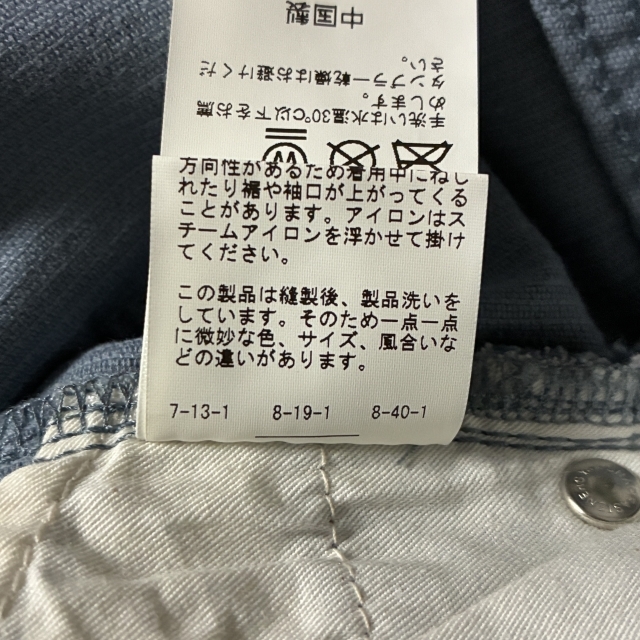 中国製
手洗いは水温30℃以下をお薦
めします。
タンブラー乾燥はお避けくだ
さい。
方向性があるため着用中にねじ
れたり裾や袖口が上がってくる
ことがあります。アイロンはス
チームアイロンを浮かせて掛け
てください。
この製品は縫製後、製品洗いを
しています。そのため一点一点
に微妙な色、サイズ、風合いな
どの違いがあります。
7-13-1 8-19-1 8-40-1